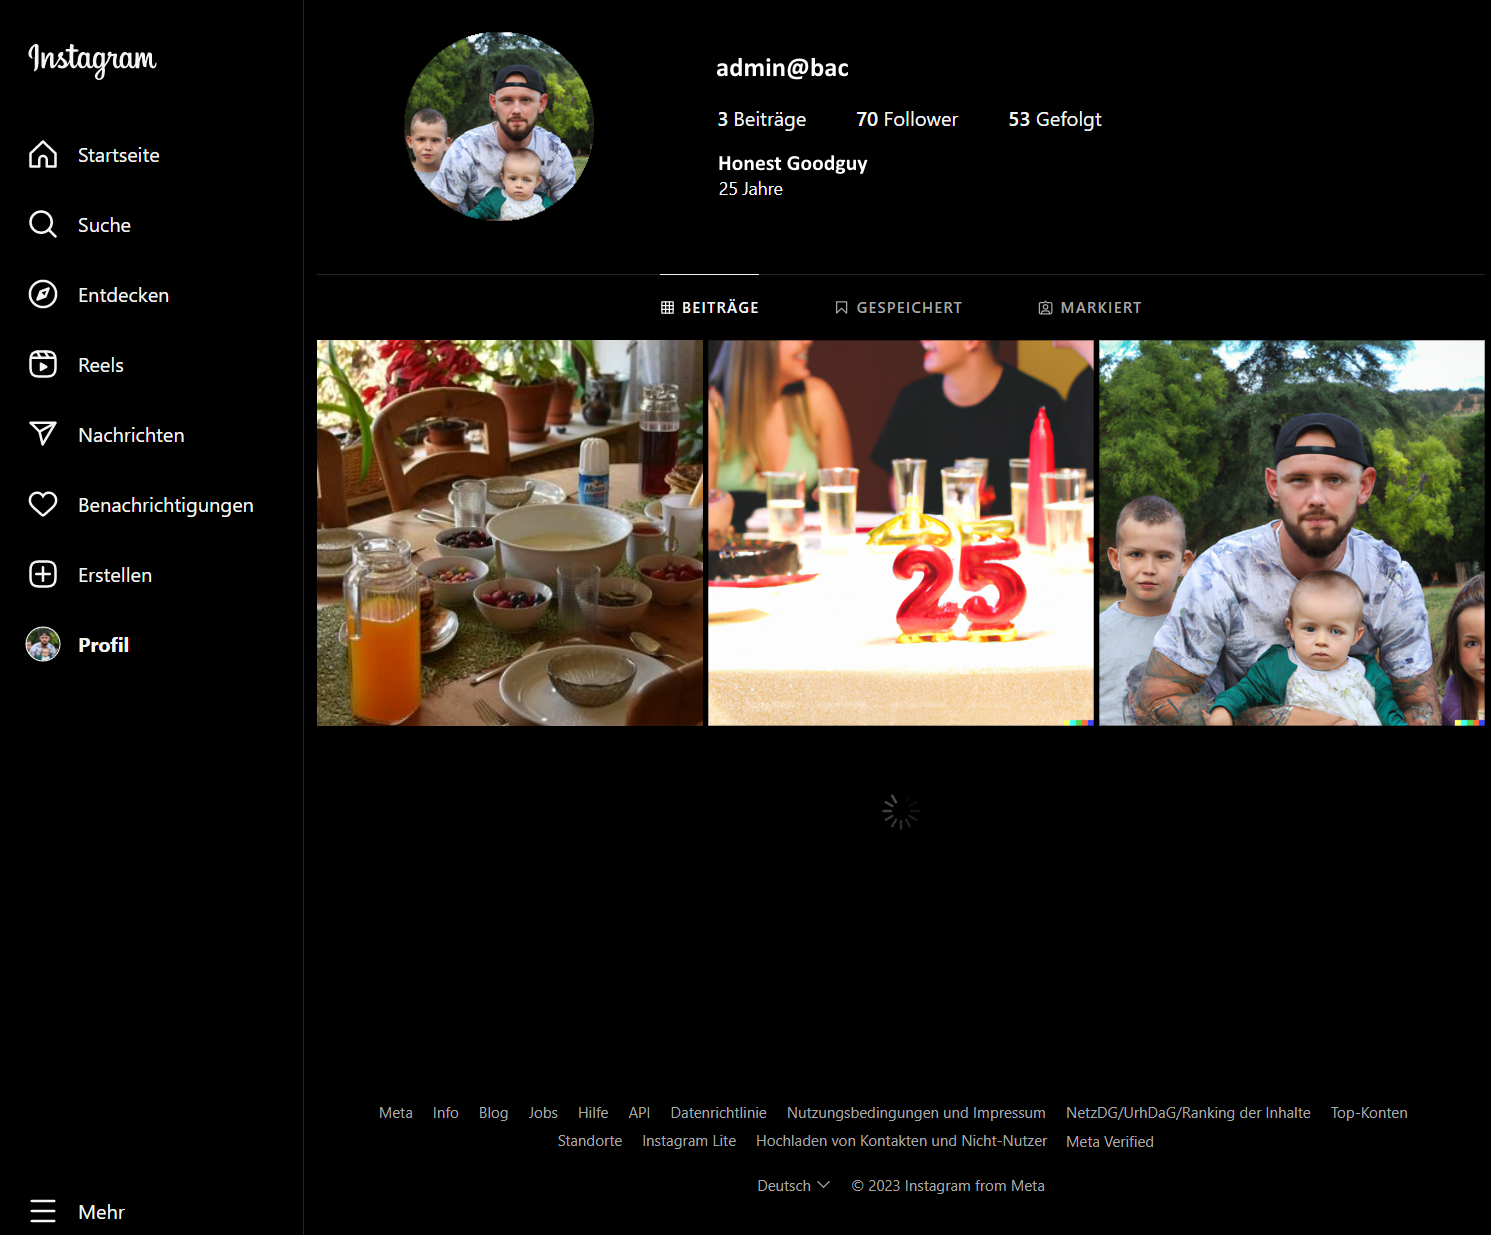 Instagram
admin@bac
3 Beiträge 70 Follower 53 Gefolgt
Honest Goodguy
25 Jahre
Startseite
Suche
Entdecken
Reels
Nachrichten
Benachrichtigungen
Erstellen
Profil
Mehr
BEITRÄGE GESPEICHERT MARKIERT
25
Meta Info Blog Jobs Hilfe API Datenrichtlinie Nutzungsbedingungen und Impressum NetzDG/UrhDaG/Ranking der Inhalte Top-Konten
Standorte Instagram Lite Hochladen von Kontakten und Nicht-Nutzer Meta Verified
Deutsch © 2023 Instagram from Meta